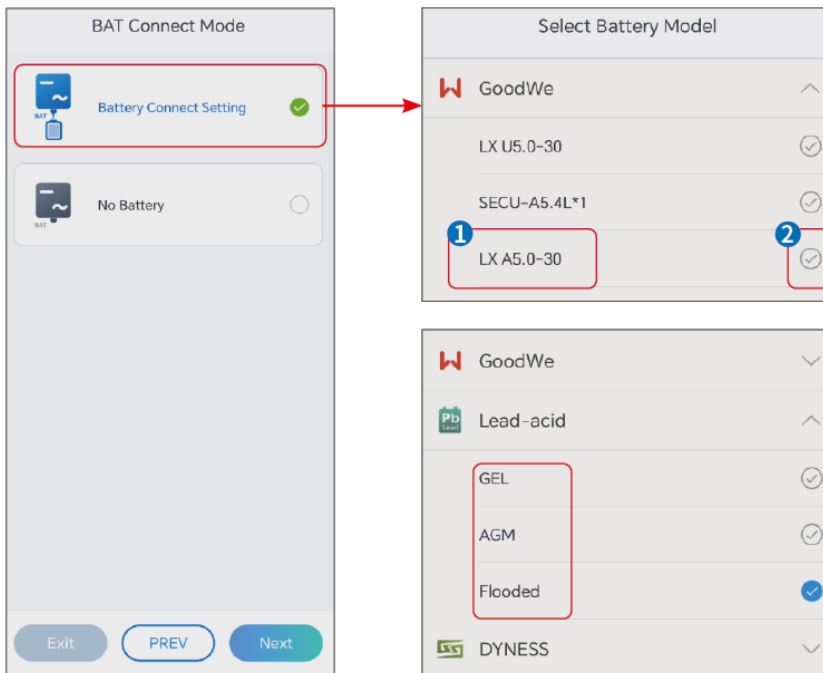 BAT Connect Mode
Battery Connect Setting
BAT
No Battery
BAT
Exit
PREV
Next
Select Battery Model
GoodWe
LX U5.0-30
SECU-A5.4L*1
1
2
LX A5.0-30
GoodWe
Pb
Lead
Lead-acid
GEL
AGM
Flooded
DYNESS